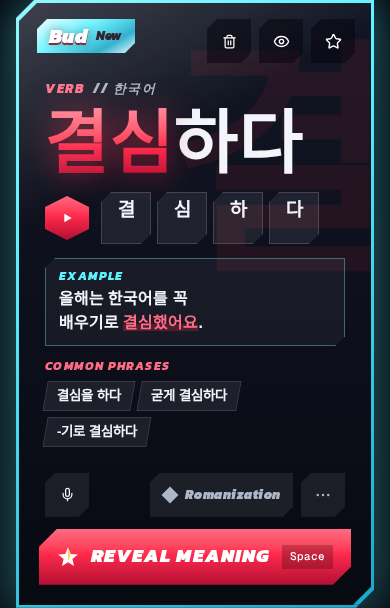 Bud New
VERB // 한국어
결심하다
결 심 하 다
EXAMPLE
올해는 한국어를 꼭
배우기로 결심했어요.
COMMON PHRASES
결심을 하다 굳게 결심하다
-기로 결심하다
Romanization
REVEAL MEANING Space